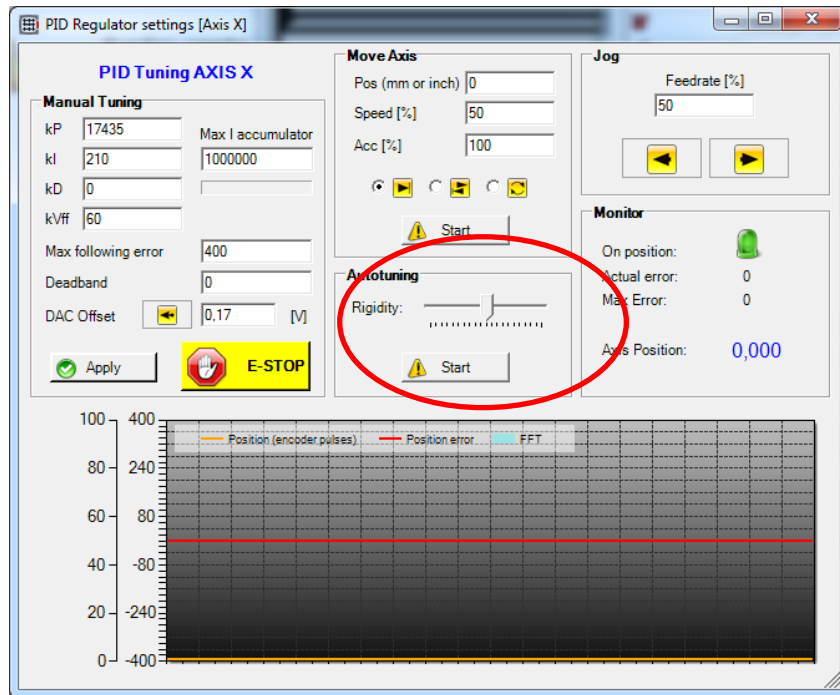 PID Regulator settings [Axis X]
PID Tuning AXIS X
Manual Tuning
kP 17435
kI 210
kD 0
kVff 60
Max I accumulator
1000000
Max following error 400
Deadband 0
DAC Offset 0,17 [V]
Apply
E-STOP
Move Axis
Pos (mm or inch) 0
Speed [%] 50
Acc [%] 100
Start
Autotuning
Rigidity:
Start
Jog
Feedrate [%]
50
Monitor
On position:
Actual error: 0
Max Error: 0
Axis Position: 0,000
Position (encoder pulses) Position error FFT
100 400
80 240
60 80
40 -80
20 -240
0 -400